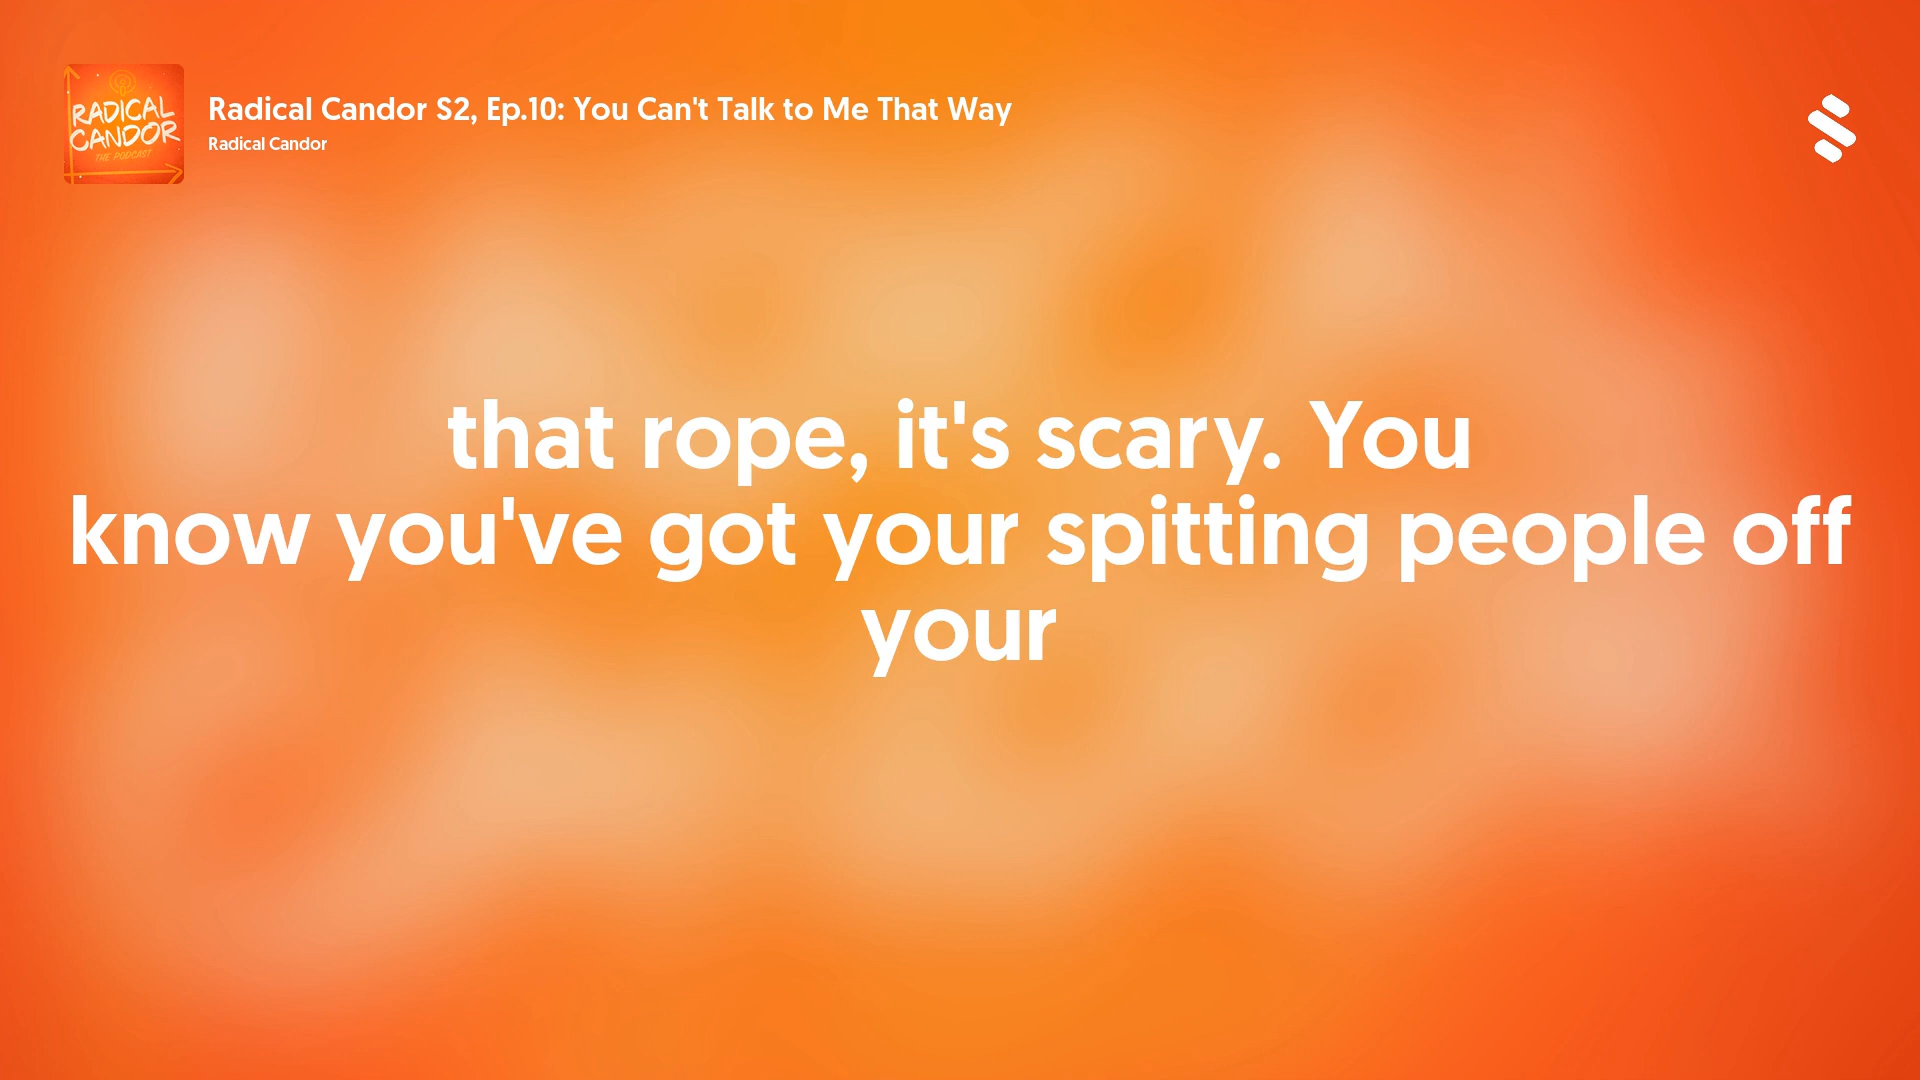 RADICAL
CANDOR
THE PODCAST
Radical Candor S2, Ep.10: You Can't Talk to Me That Way
Radical Candor
that rope, it's scary. You
know you've got your spitting people off
your